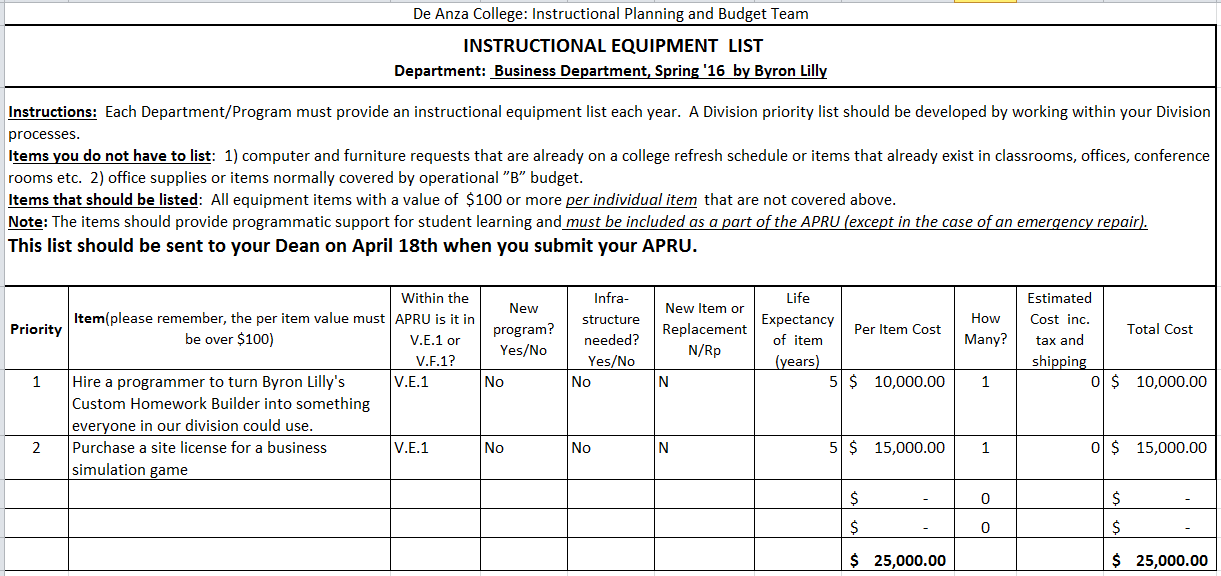 De Anza College: Instructional Planning and Budget Team
INSTRUCTIONAL EQUIPMENT LIST
Department: Business Department, Spring '16 by Byron Lilly
Instructions: Each Department/Program must provide an instructional equipment list each year. A Division priority list should be developed by working within your Division
processes.
Items you do not have to list: 1) computer and furniture requests that are already on a college refresh schedule or items that already exist in classrooms, offices, conference
rooms etc. 2) office supplies or items normally covered by operational ”B” budget.
Items that should be listed: All equipment items with a value of $100 or more per individual item that are not covered above.
Note: The items should provide programmatic support for student learning and must be included as a part of the APRU (except in the case of an emergency repair).
This list should be sent to your Dean on April 18th when you submit your APRU.
Priority
Item(please remember, the per item value must
be over $100)
Within the
APRU is it in
V.E.1 or
V.F.1?
New
program?
Yes/No
Infra-
structure
needed?
Yes/No
New Item or
Replacement
N/Rp
Life
Expectancy
of item
(years)
Per Item Cost
How
Many?
Estimated
Cost inc.
tax and
shipping
Total Cost
1 Hire a programmer to turn Byron Lilly's V.E.1 No No N 5 $ 10,000.00 1 0 $ 10,000.00
Custom Homework Builder into something
everyone in our division could use.
2 Purchase a site license for a business V.E.1 No No N 5 $ 15,000.00 1 0 $ 15,000.00
simulation game
$ - 0 $ -
$ - 0 $ -
$ 25,000.00 $ 25,000.00